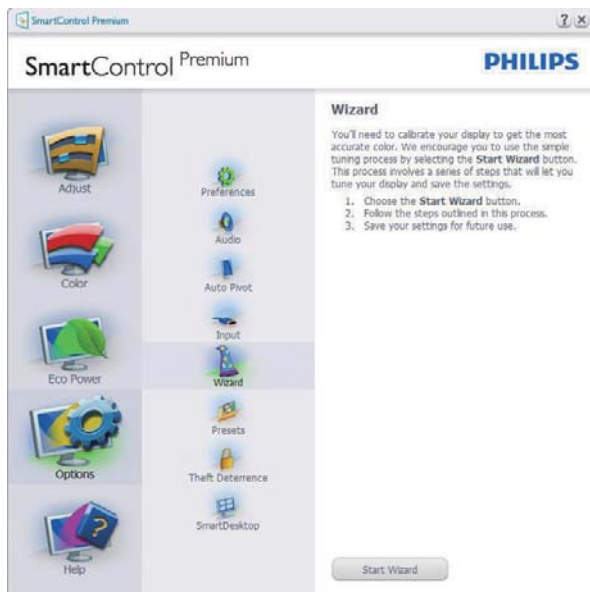 SmartControl Premium
SmartControl Premium
PHILIPS
Adjust
Color
Eco Power
Options
Help
Preferences
Audio
Auto Pivot
Input
Wizard
Presets
Theft Deterrence
SmartDesktop
Wizard
You'll need to calibrate your display to get the most
accurate color. We encourage you to use the simple
tuning process by selecting the Start Wizard button.
This process involves a series of steps that will let you
tune your display and save the settings.
1. Choose the Start Wizard button.
2. Follow the steps outlined in this process.
3. Save your settings for future use.
Start Wizard